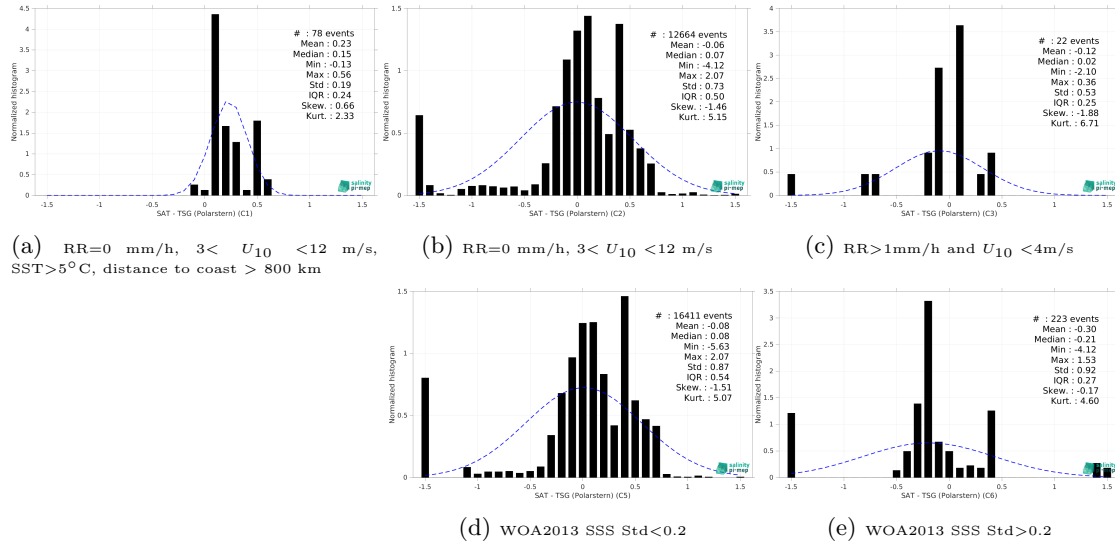 4.5
4
3.5
3
2.5
2
1.5
1
0.5
0
Normalized histogram
# : 78 events
Mean : 0.23
Median : 0.15
Min : -0.13
Max : 0.56
Std : 0.19
IQR : 0.24
Skew. : 0.66
Kurt. : 2.33
salinity
pi-mep
-1.5 -1 -0.5 0 0.5 1 1.5
SAT - TSG (Polarstern) (C1)
(a) RR=0 mm/h, 3< U10 <12 m/s,
SST>5°C, distance to coast > 800 km
1.5
1
0.5
0
Normalized histogram
# : 12664 events
Mean : -0.06
Median : 0.07
Min : -4.12
Max : 2.07
Std : 0.73
IQR : 0.50
Skew. : -1.46
Kurt. : 5.15
salinity
pi-mep
-1.5 -1 -0.5 0 0.5 1 1.5
SAT - TSG (Polarstern) (C2)
(b) RR=0 mm/h, 3< U10 <12 m/s
4
3.5
3
2.5
2
1.5
1
0.5
0
Normalized histogram
# : 22 events
Mean : -0.12
Median : 0.02
Min : -2.10
Max : 0.36
Std : 0.53
IQR : 0.25
Skew. : -1.88
Kurt. : 6.71
salinity
pi-mep
-1.5 -1 -0.5 0 0.5 1 1.5
SAT - TSG (Polarstern) (C3)
(c) RR>1mm/h and U10 <4m/s
1.5
1
0.5
0
Normalized histogram
# : 16411 events
Mean : -0.08
Median : 0.08
Min : -5.63
Max : 2.07
Std : 0.87
IQR : 0.54
Skew. : -1.51
Kurt. : 5.07
salinity
pi-mep
-1.5 -1 -0.5 0 0.5 1 1.5
SAT - TSG (Polarstern) (C5)
(d) WOA2013 SSS Std<0.2
3.5
3
2.5
2
1.5
1
0.5
0
Normalized histogram
# : 223 events
Mean : -0.30
Median : -0.21
Min : -4.12
Max : 1.53
Std : 0.92
IQR : 0.27
Skew. : -0.17
Kurt. : 4.60
salinity
pi-mep
-1.5 -1 -0.5 0 0.5 1 1.5
SAT - TSG (Polarstern) (C6)
(e) WOA2013 SSS Std>0.2